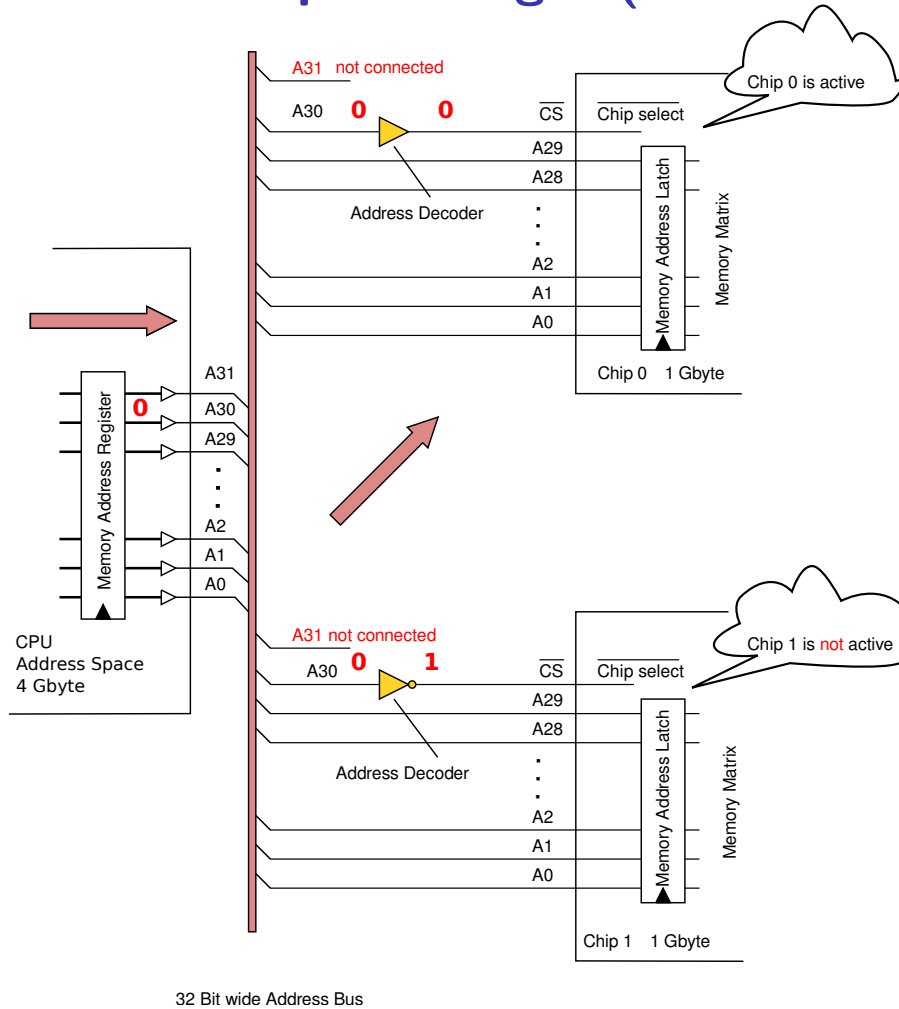 A31 not connected
A30 0 0 CS Chip select
Chip 0 is active
A29
A28
Address Decoder
.
.
.
A2
A1
A0
Memory Address Latch
Memory Matrix
Chip 0 1 Gbyte
A31
0 A30
A29
.
.
.
A2
A1
A0
Memory Address Register
CPU
Address Space
4 Gbyte
A31 not connected
A30 0 1 CS Chip select
Chip 1 is not active
A29
A28
Address Decoder
.
.
.
A2
A1
A0
Memory Address Latch
Memory Matrix
Chip 1 1 Gbyte
32 Bit wide Address Bus